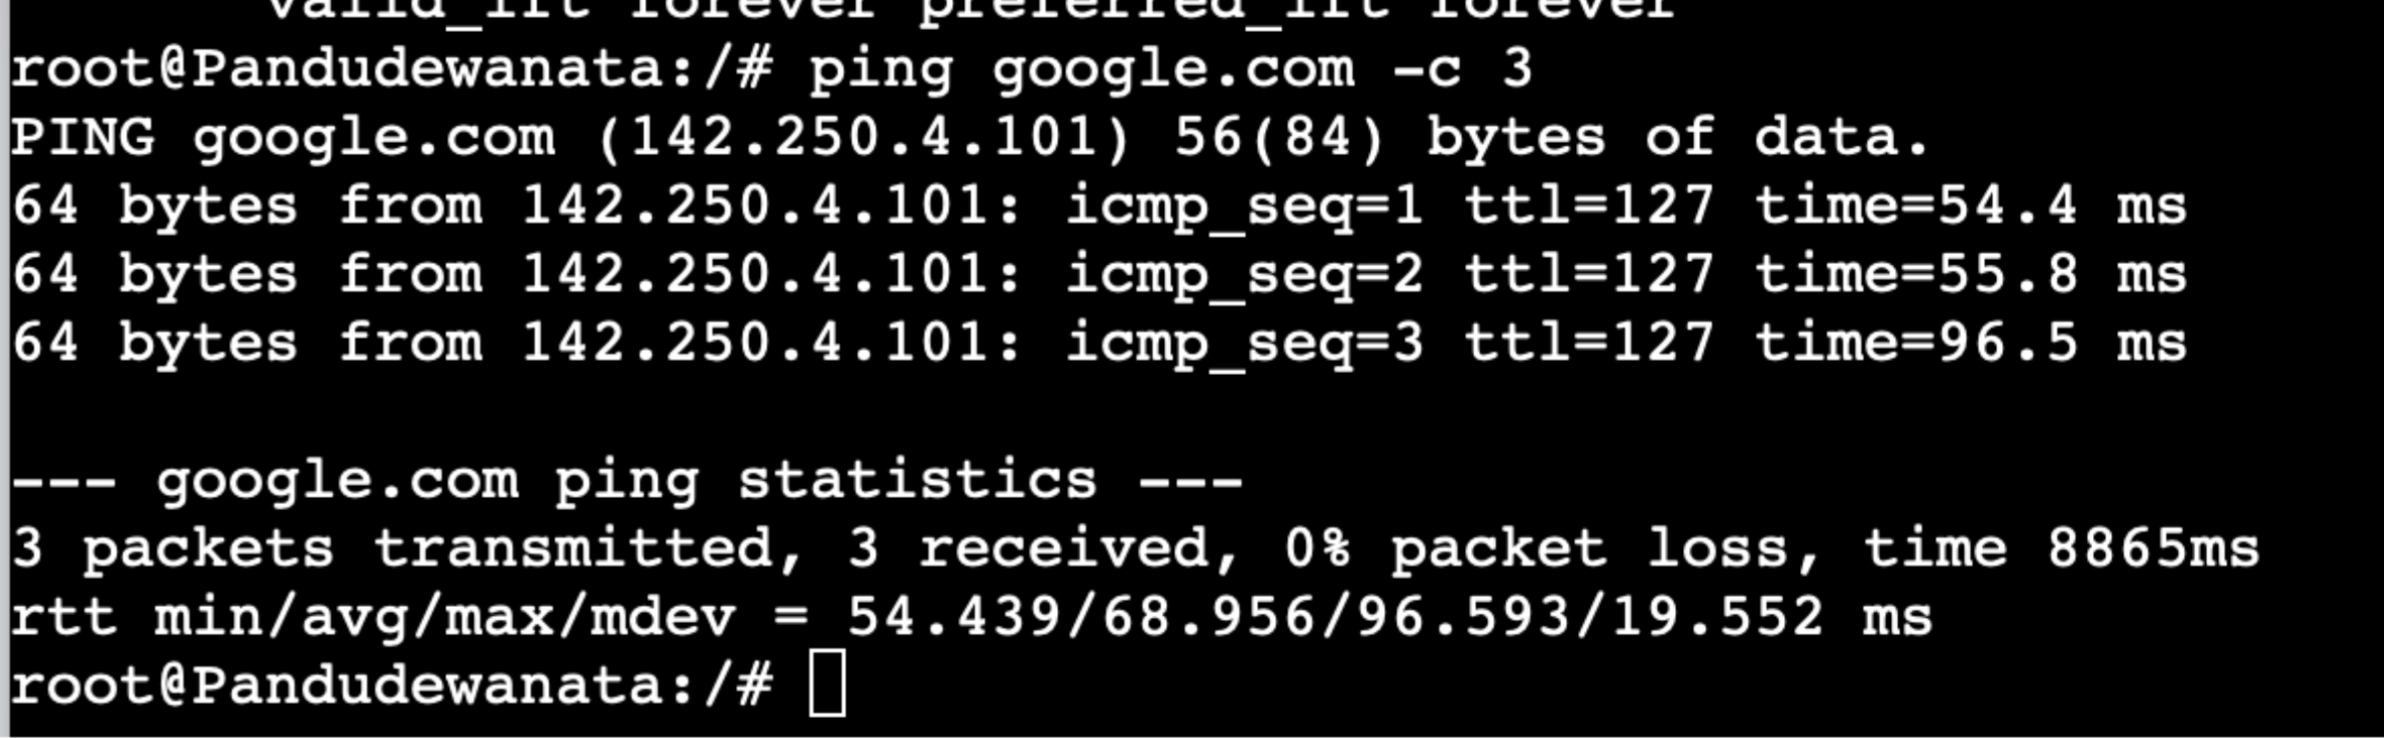 valid_lft forever preferred_lft forever
root@Pandudewanata:/# ping google.com -c 3
PING google.com (142.250.4.101) 56(84) bytes of data.
64 bytes from 142.250.4.101: icmp_seq=1 ttl=127 time=54.4 ms
64 bytes from 142.250.4.101: icmp_seq=2 ttl=127 time=55.8 ms
64 bytes from 142.250.4.101: icmp_seq=3 ttl=127 time=96.5 ms
--- google.com ping statistics ---
3 packets transmitted, 3 received, 0% packet loss, time 8865ms
rtt min/avg/max/mdev = 54.439/68.956/96.593/19.552 ms
root@Pandudewanata:/#